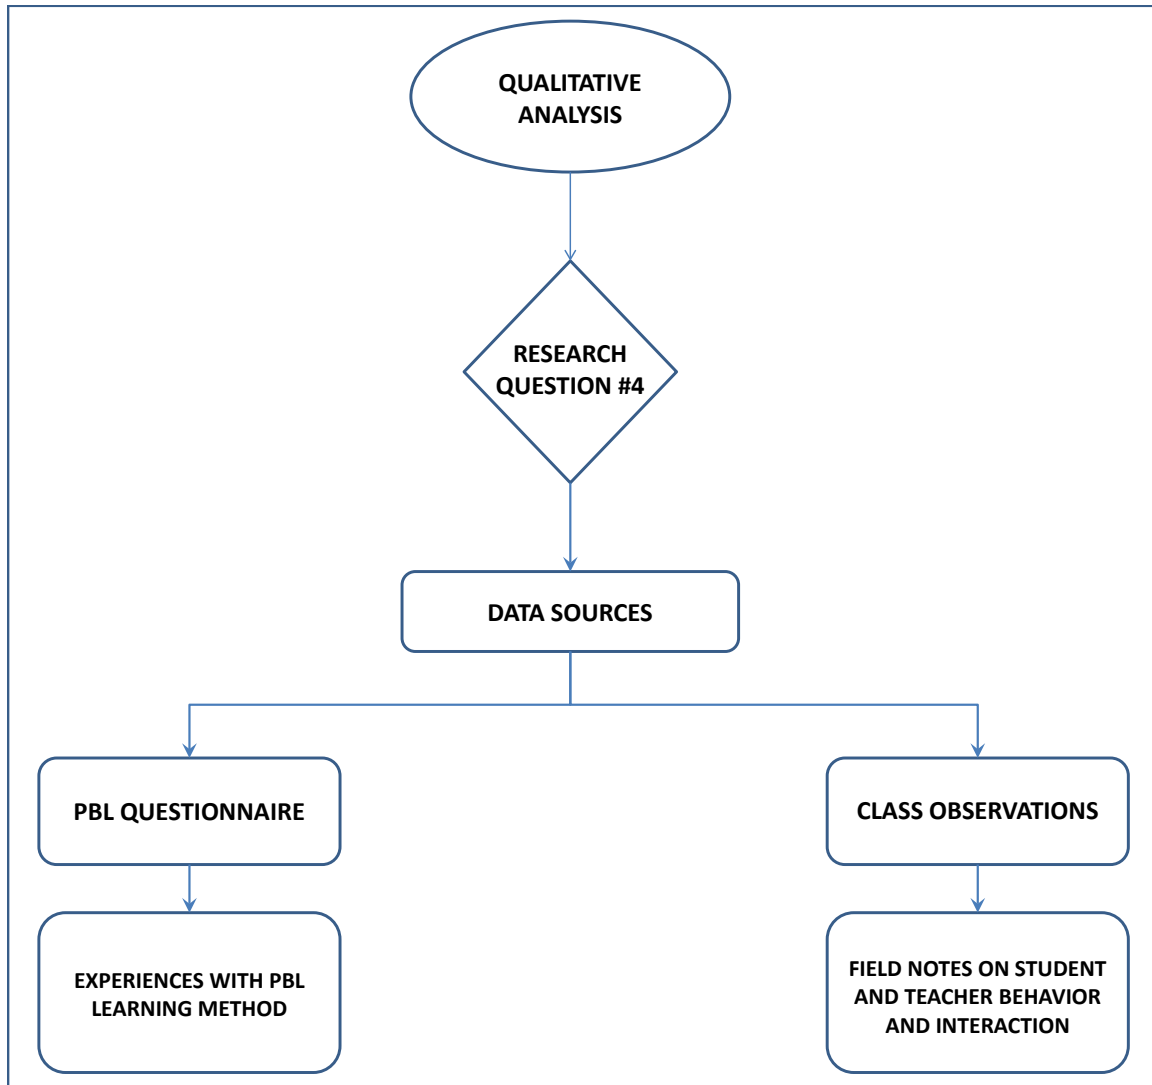 QUALITATIVE
ANALYSIS
RESEARCH
QUESTION #4
DATA SOURCES
PBL QUESTIONNAIRE
CLASS OBSERVATIONS
EXPERIENCES WITH PBL
LEARNING METHOD
FIELD NOTES ON STUDENT
AND TEACHER BEHAVIOR
AND INTERACTION